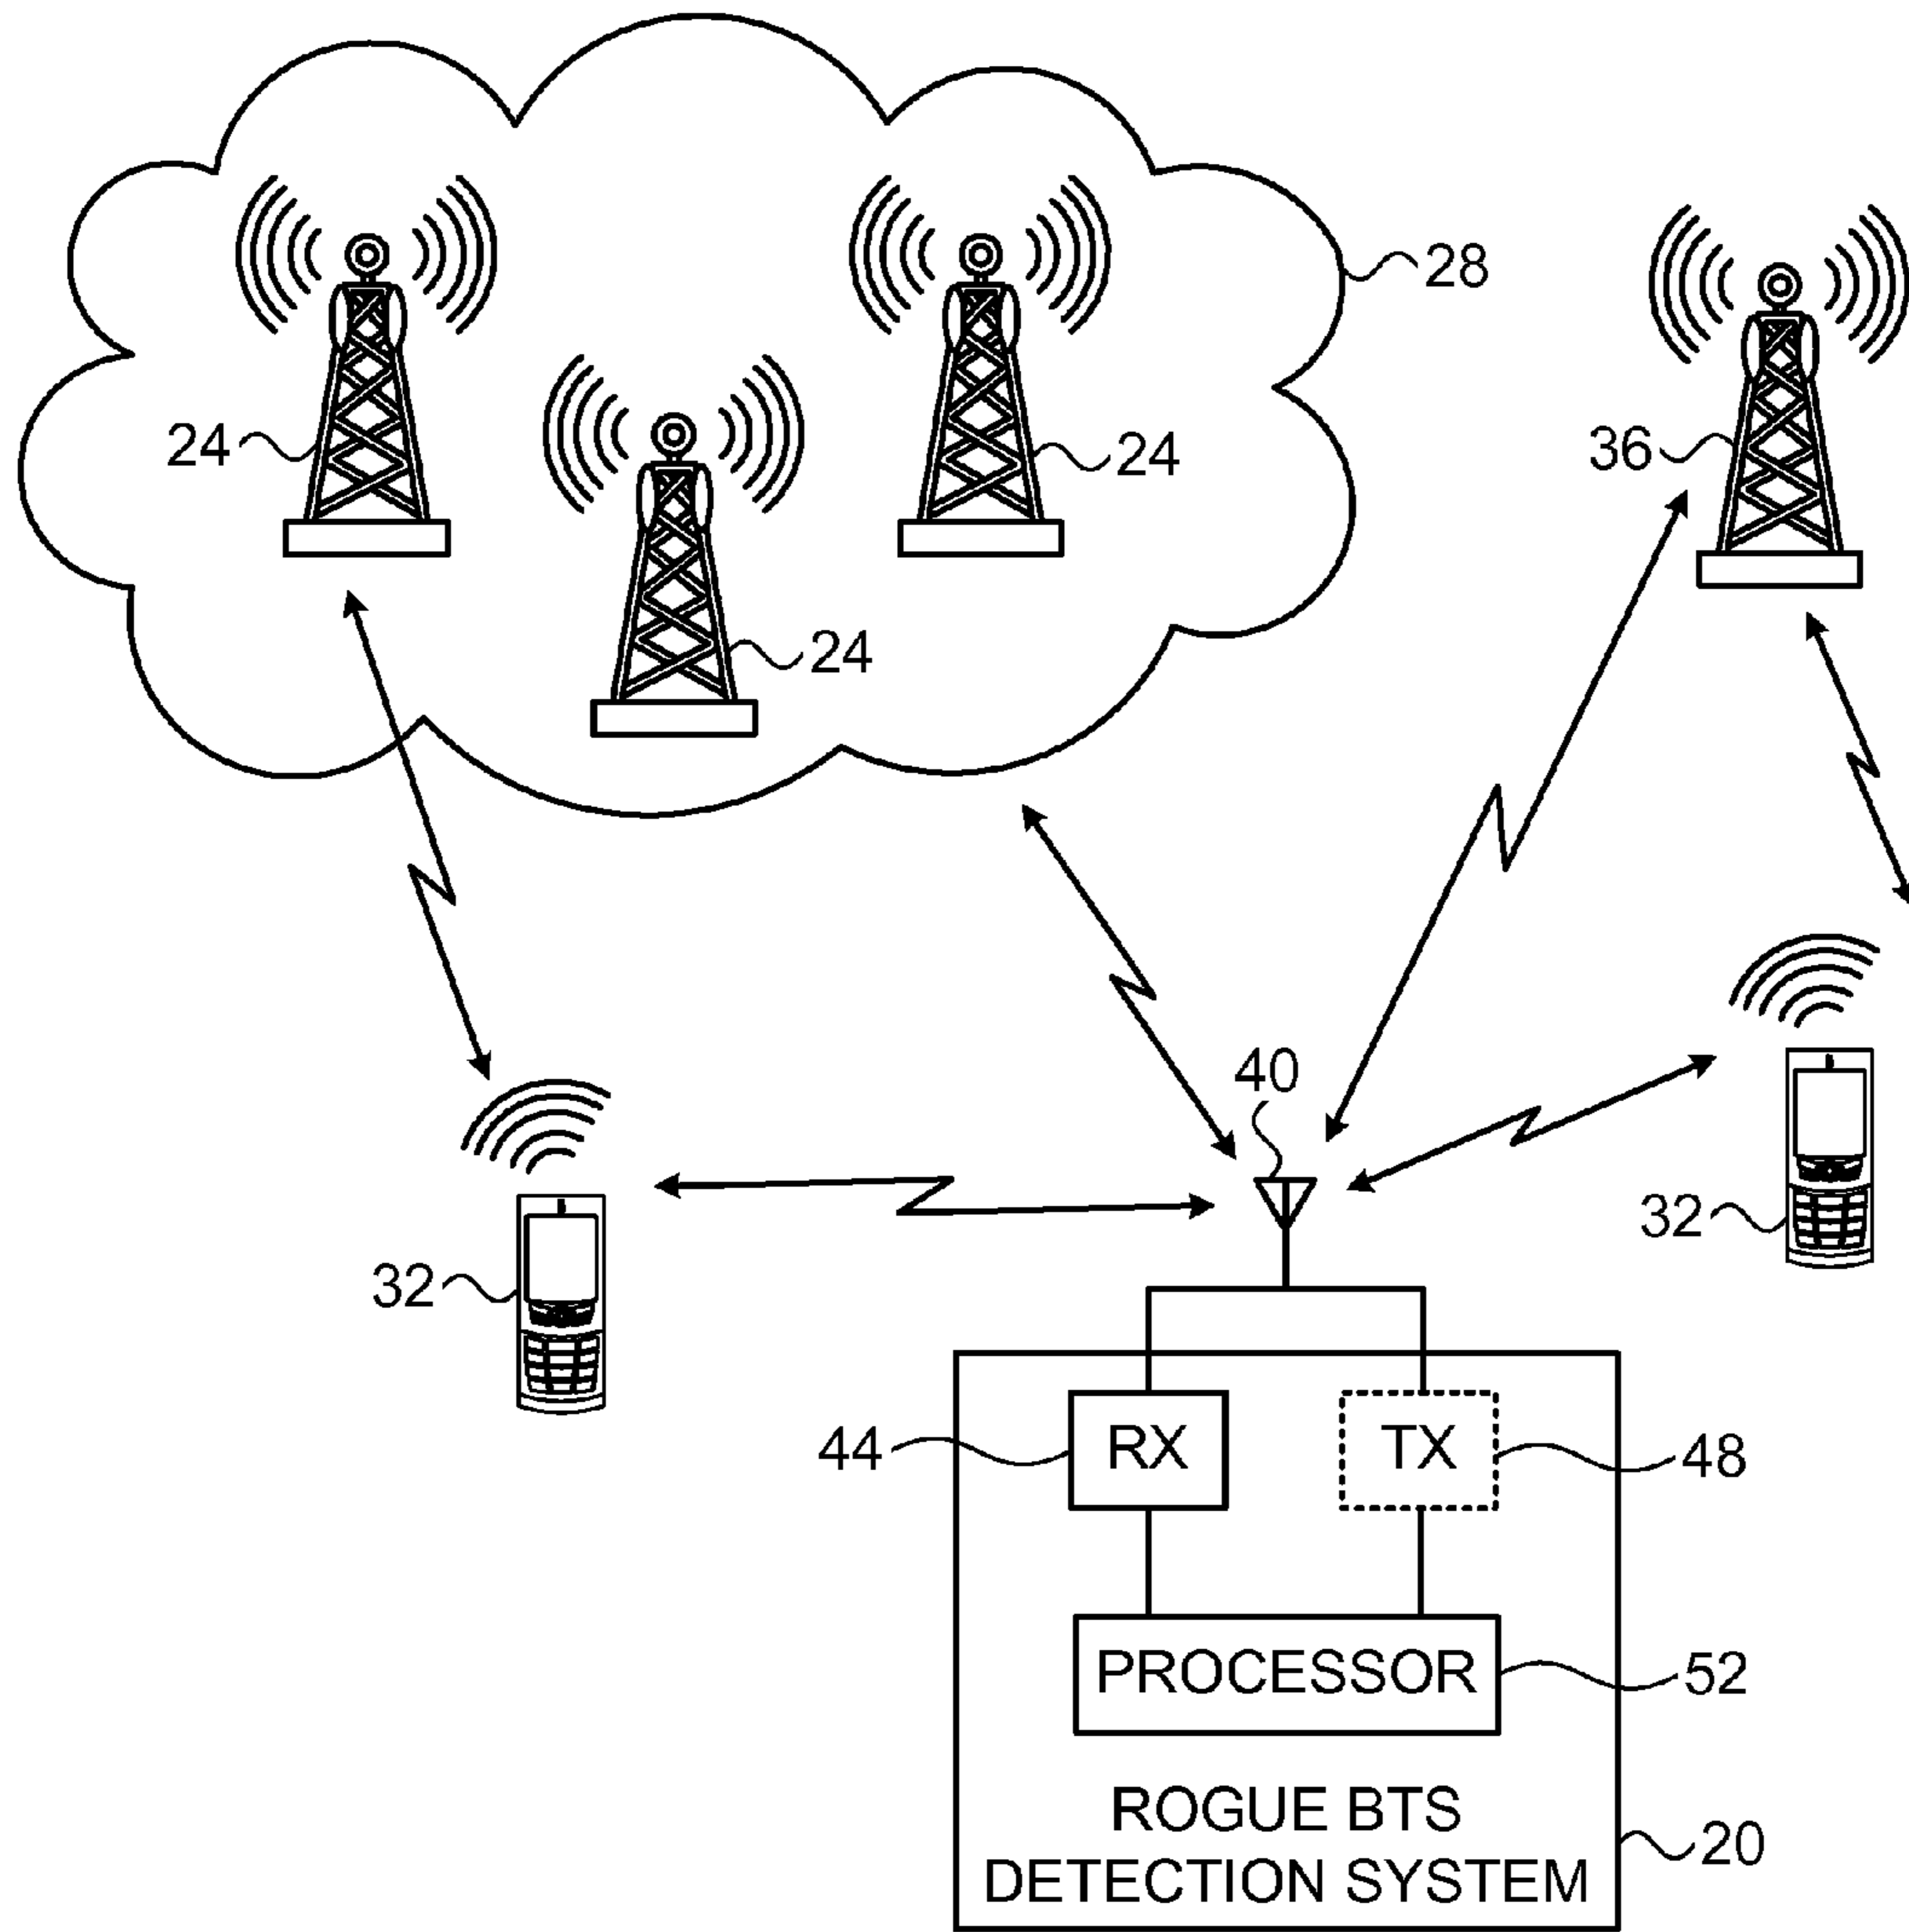 28
24
24
36
24
40
32
32
44
RX
TX
48
PROCESSOR
52
ROGUE BTS
DETECTION SYSTEM
20